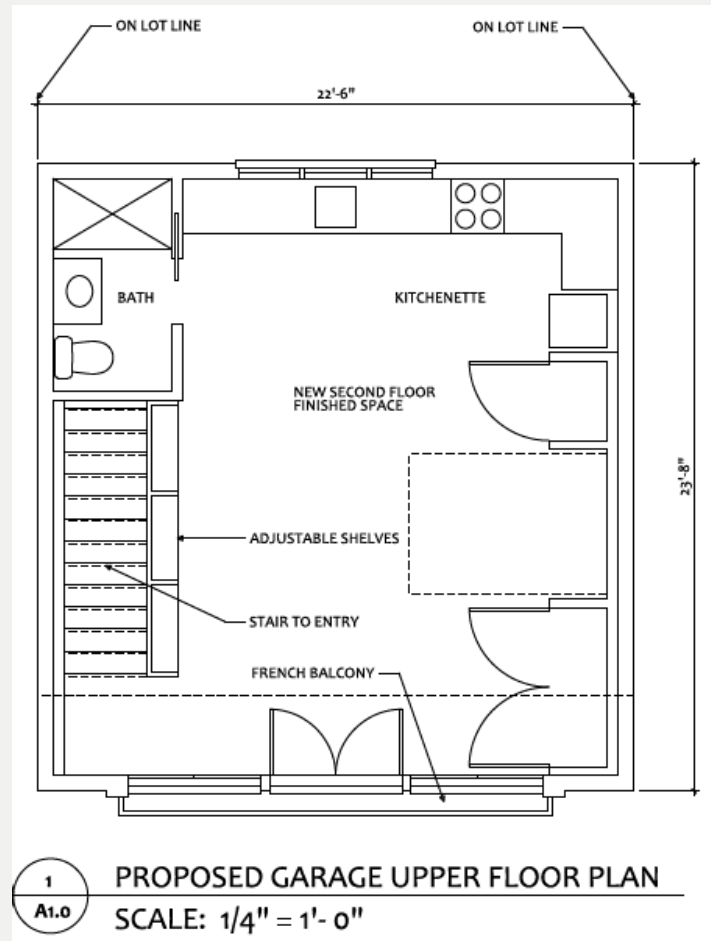 ON LOT LINE
ON LOT LINE
22'-6"
BATH
KITCHENETTE
NEW SECOND FLOOR
FINISHED SPACE
23'-8"
ADJUSTABLE SHELVES
STAIR TO ENTRY
FRENCH BALCONY
1
A1.0
PROPOSED GARAGE UPPER FLOOR PLAN
SCALE: 1/4" = 1'- 0"